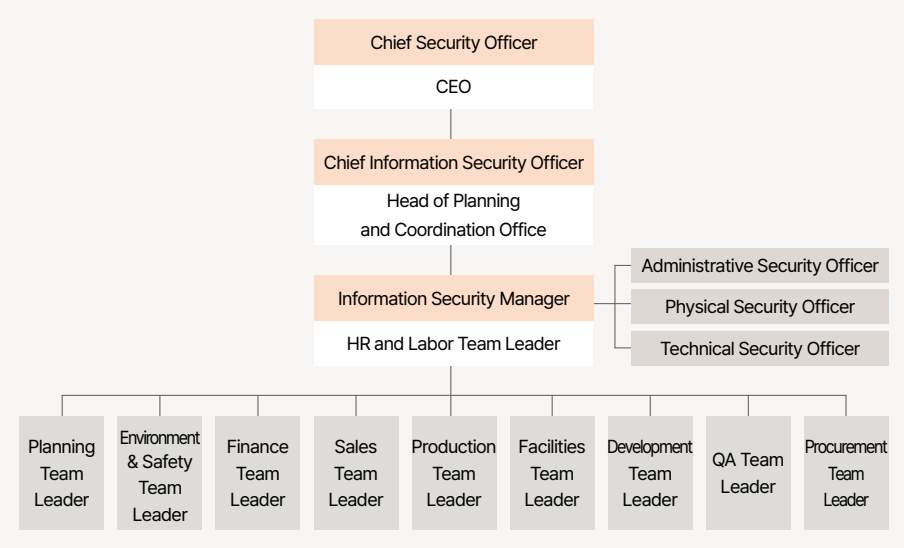 Chief Security Officer
CEO
Chief Information Security Officer
Head of Planning
and Coordination Office
Information Security Manager
HR and Labor Team Leader
Administrative Security Officer
Physical Security Officer
Technical Security Officer
Planning
Team
Leader
Environment
& Safety
Team
Leader
Finance
Team
Leader
Sales
Team
Leader
Production
Team
Leader
Facilities
Team
Leader
Development
Team
Leader
QA Team
Leader
Procurement
Team
Leader